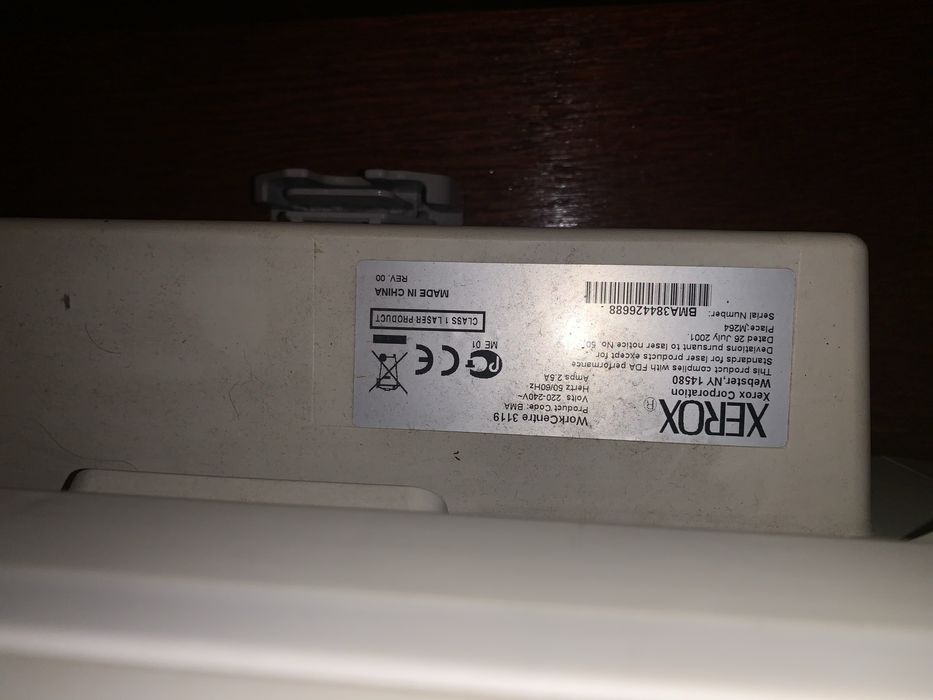 XEROX ®
Xerox Corporation
Webster,NY 14580
This product complies with FDA performance
Standards for laser products except for
Deviations pursuant to laser notice No. 50,
Dated 26 July 2001.
Place;M264
Serial Number:
BMA384426688
WorkCentre 3119
Product Code: BMA
Volts 220-240V~
Hertz 50/60Hz
Amps 2.5A
ME 01
CE
CLASS 1 LASER PRODUCT
MADE IN CHINA
REV. 00